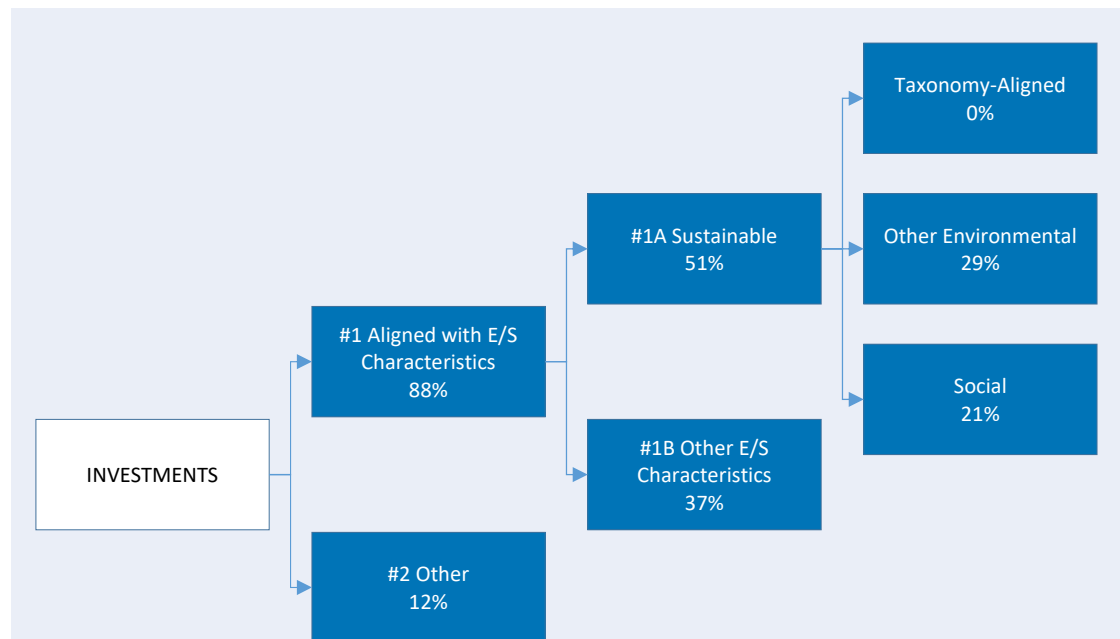 INVESTMENTS
#1 Aligned with E/S
Characteristics
88%
#2 Other
12%
#1A Sustainable
51%
#1B Other E/S
Characteristics
37%
Taxonomy-Aligned
0%
Other Environmental
29%
Social
21%